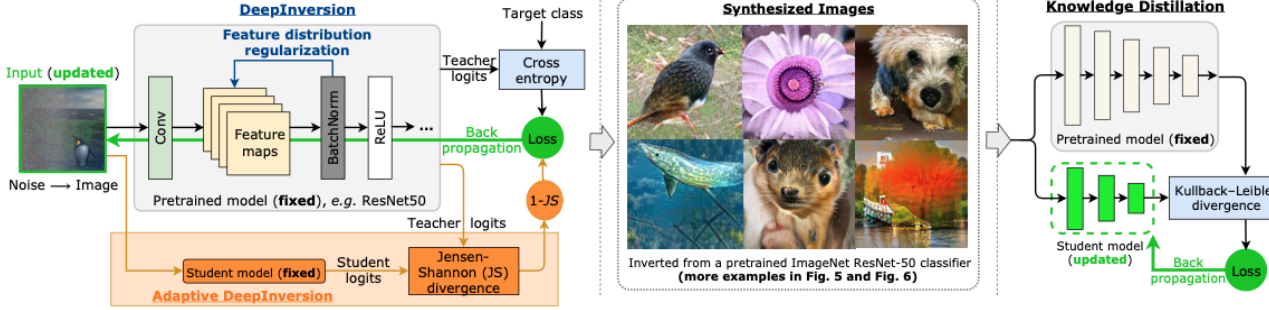 DeepInversion
Feature distribution
regularization
Input (updated)
Conv
Feature
maps
BatchNorm
ReLU
...
Noise → Image
Pretrained model (fixed), e.g. ResNet50
Target class
Teacher
logits
Cross
entropy
Back
propagation
Loss
1-JS
Teacher logits
Student model (fixed)
Student
logits
Jensen-
Shannon (JS)
divergence
Adaptive DeepInversion
Synthesized Images
Inverted from a pretrained ImageNet ResNet-50 classifier
(more examples in Fig. 5 and Fig. 6)
Knowledge Distillation
Pretrained model (fixed)
Kullback–Leible
divergence
Student model
(updated)
Back
propagation
Loss